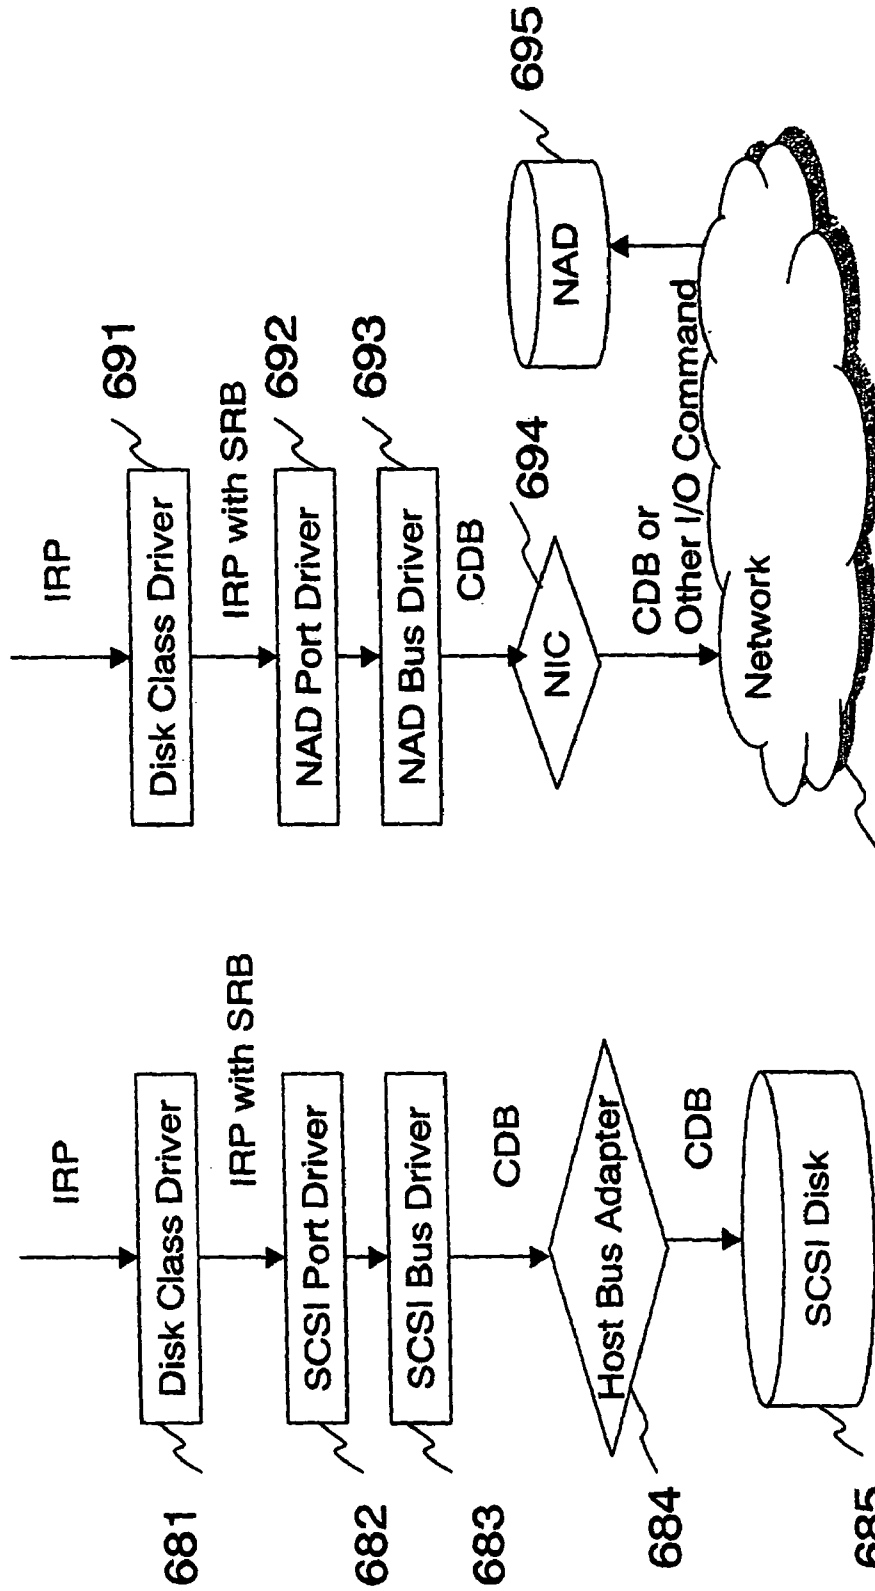 IRP
681
Disk Class Driver
IRP with SRB
682
SCSI Port Driver
683
SCSI Bus Driver
CDB
684
Host Bus Adapter
CDB
685
SCSI Disk
IRP
Disk Class Driver
691
IRP with SRB
NAD Port Driver
692
NAD Bus Driver
693
CDB
NIC
694
CDB or
Other I/O Command
Network
NAD
695